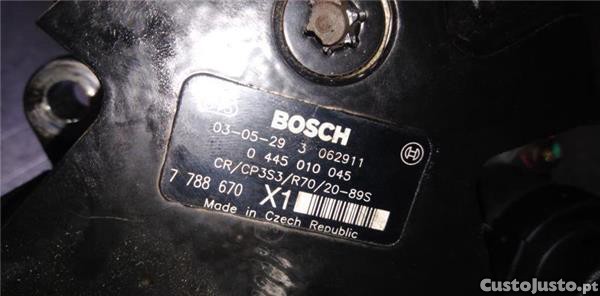 BOSCH
03-05-29 3 062911
0 445 010 045
CR/CP3S3/R70/20-89S
7 788 670 X1
Made in Czech Republic
CustoJusto.pt